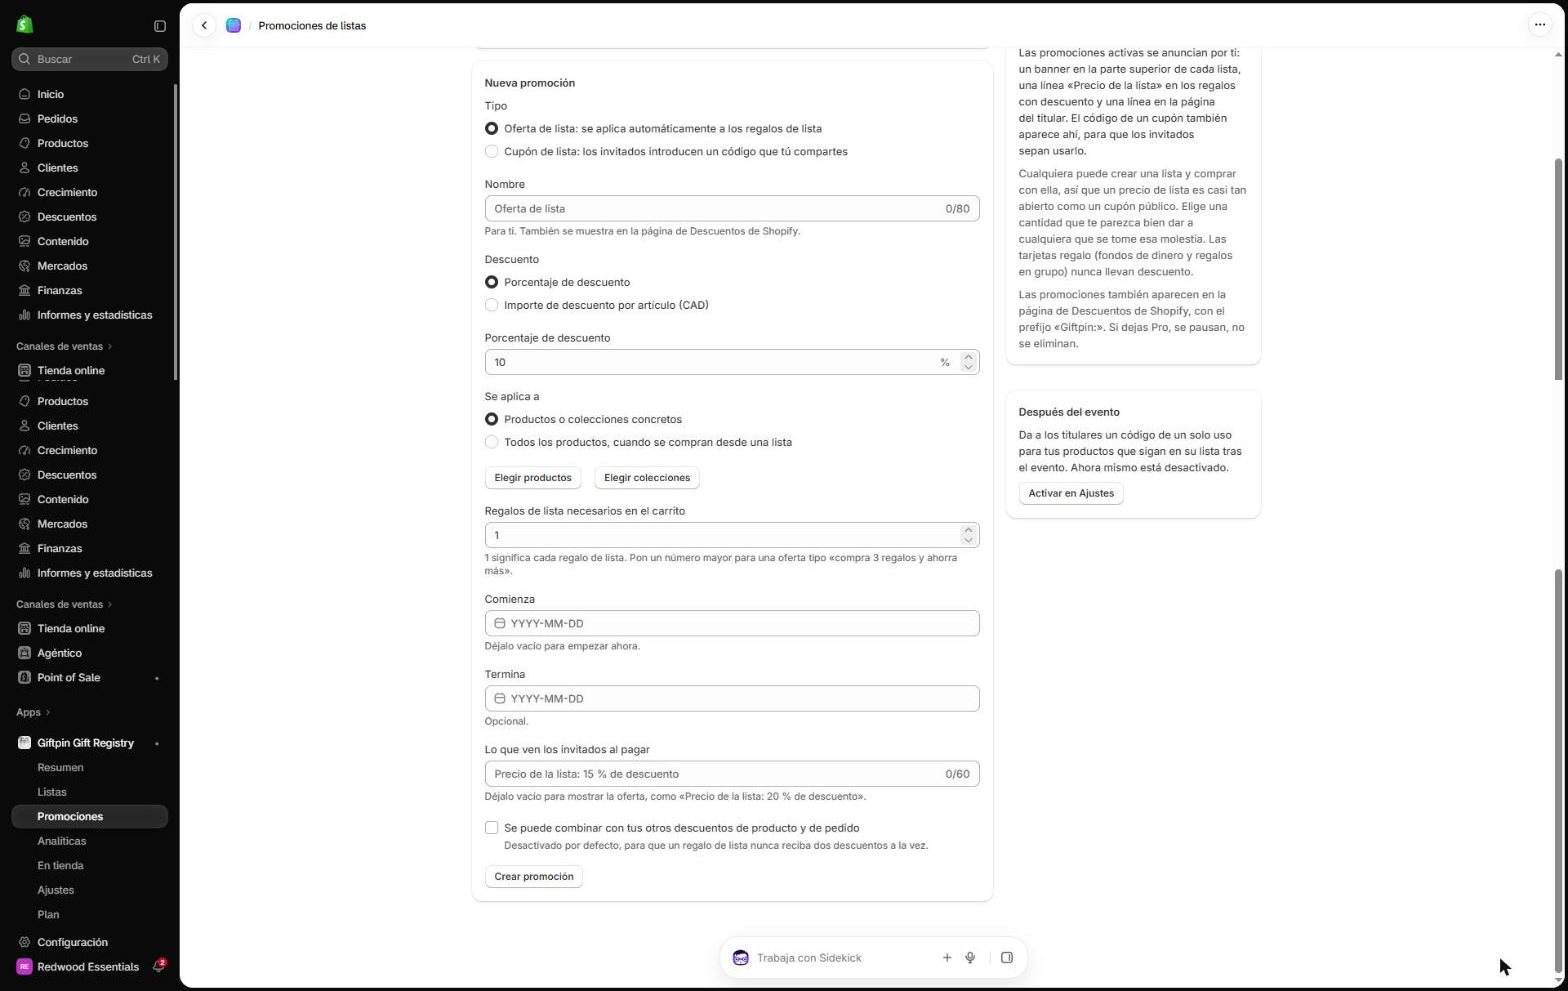 Promociones de listas
Buscar
Ctrl K
Inicio
Pedidos
Productos
Clientes
Crecimiento
Descuentos
Contenido
Mercados
Finanzas
Informes y estadísticas
Canales de ventas
Tienda online
Productos
Clientes
Crecimiento
Descuentos
Contenido
Mercados
Finanzas
Informes y estadísticas
Canales de ventas
Tienda online
Agéntico
Point of Sale
Apps
Giftpin Gift Registry
Resumen
Listas
Promociones
Analíticas
En tienda
Ajustes
Plan
Configuración
RE
Redwood Essentials
2
Nueva promoción
Tipo
Oferta de lista: se aplica automáticamente a los regalos de lista
Cupón de lista: los invitados introducen un código que tú compartes
Nombre
Oferta de lista
0/80
Para ti. También se muestra en la página de Descuentos de Shopify.
Descuento
Porcentaje de descuento
Importe de descuento por artículo (CAD)
Porcentaje de descuento
10
%
Se aplica a
Productos o colecciones concretos
Todos los productos, cuando se compran desde una lista
Elegir productos
Elegir colecciones
Regalos de lista necesarios en el carrito
1
1 significa cada regalo de lista. Pon un número mayor para una oferta tipo «compra 3 regalos y ahorra
más».
Comienza
YYYY-MM-DD
Déjalo vacío para empezar ahora.
Termina
YYYY-MM-DD
Opcional.
Lo que ven los invitados al pagar
Precio de la lista: 15 % de descuento
0/60
Déjalo vacío para mostrar la oferta, como «Precio de la lista: 20 % de descuento».
Se puede combinar con tus otros descuentos de producto y de pedido
Desactivado por defecto, para que un regalo de lista nunca reciba dos descuentos a la vez.
Crear promoción
Las promociones activas se anuncian por ti:
un banner en la parte superior de cada lista,
una línea «Precio de la lista» en los regalos
con descuento y una línea en la página
del titular. El código de un cupón también
aparece ahí, para que los invitados
sepan usarlo.
Cualquiera puede crear una lista y comprar
con ella, así que un precio de lista es casi tan
abierto como un cupón público. Elige una
cantidad que te parezca bien dar a
cualquiera que se tome esa molestia. Las
tarjetas regalo (fondos de dinero y regalos
en grupo) nunca llevan descuento.
Las promociones también aparecen en la
página de Descuentos de Shopify, con el
prefijo «Giftpin:». Si dejas Pro, se pausan, no
se eliminan.
Después del evento
Da a los titulares un código de un solo uso
para tus productos que sigan en su lista tras
el evento. Ahora mismo está desactivado.
Activar en Ajustes
Trabaja con Sidekick